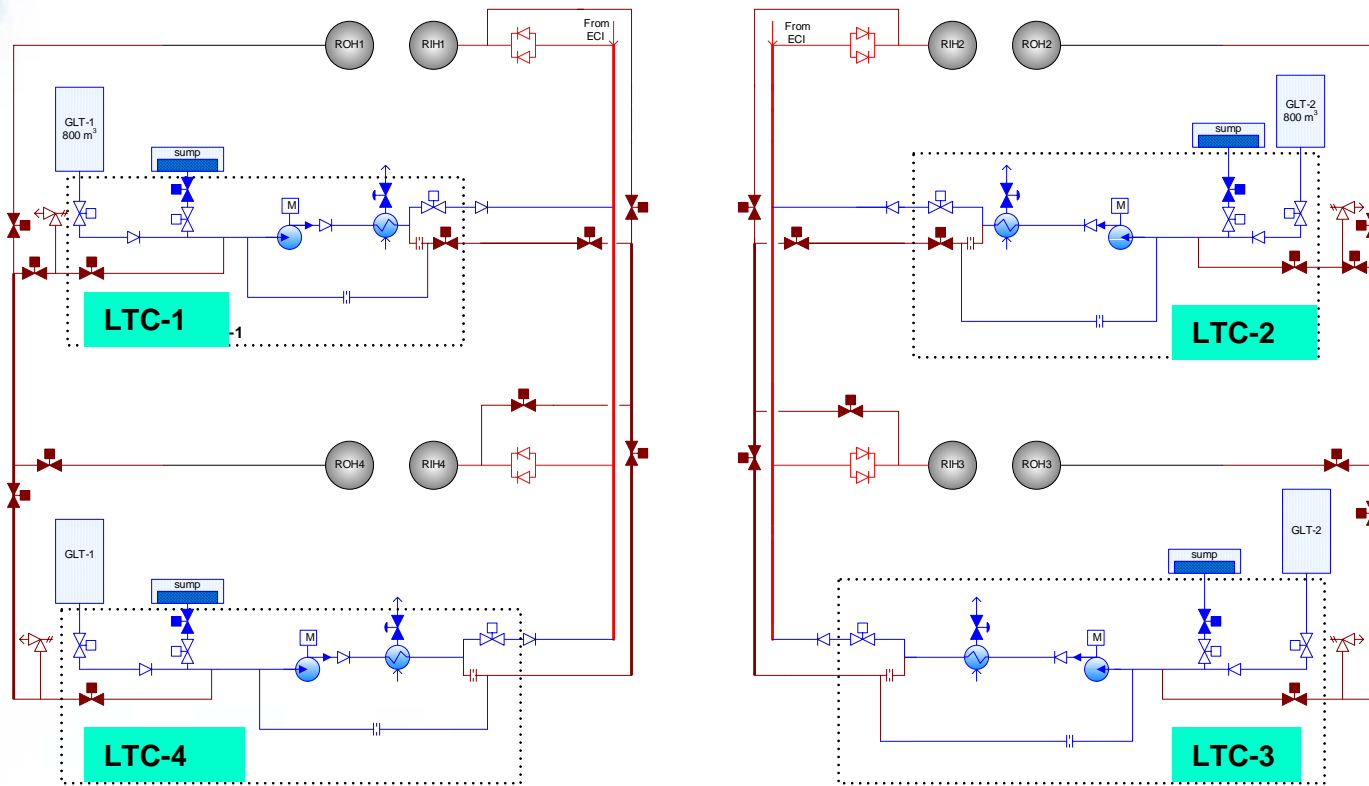 From
ECI
From
ECI
ROH1
RIH1
RIH2
ROH2
GLT-1
800 m³
sump
M
GLT-2
800 m³
sump
M
LTC-1
-1
LTC-2
ROH4
RIH4
RIH3
ROH3
GLT-1
sump
M
GLT-2
sump
M
LTC-4
LTC-3